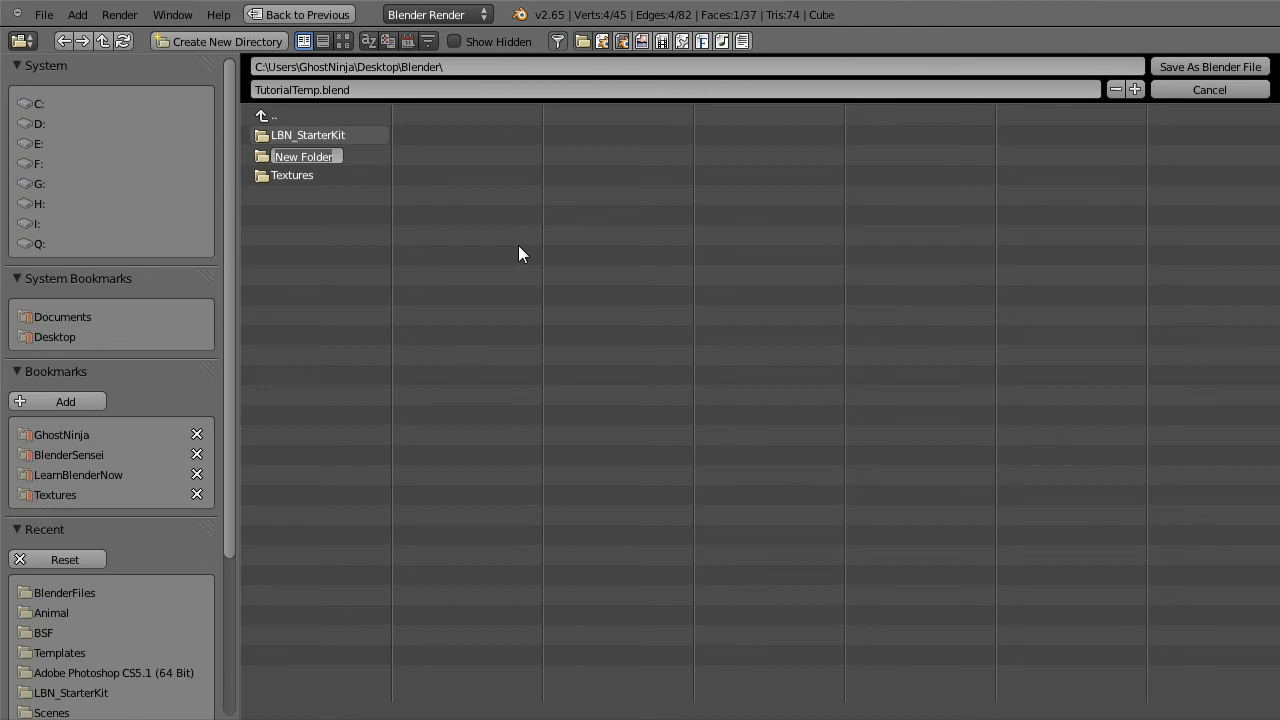 File Add Render Window Help Back to Previous Blender Render v2.65 | Verts:4/45 | Edges:4/82 | Faces:1/37 | Tris:74 | Cube
Create New Directory Show Hidden
System
C:
D:
E:
F:
G:
H:
I:
Q:
System Bookmarks
Documents
Desktop
Bookmarks
Add
GhostNinja
BlenderSensei
LearnBlenderNow
Textures
Recent
Reset
BlenderFiles
Animal
BSF
Templates
Adobe Photoshop CS5.1 (64 Bit)
LBN_StarterKit
Scenes
C:\Users\GhostNinja\Desktop\Blender\ Save As Blender File
TutorialTemp.blend Cancel
..
LBN_StarterKit
New Folder
Textures